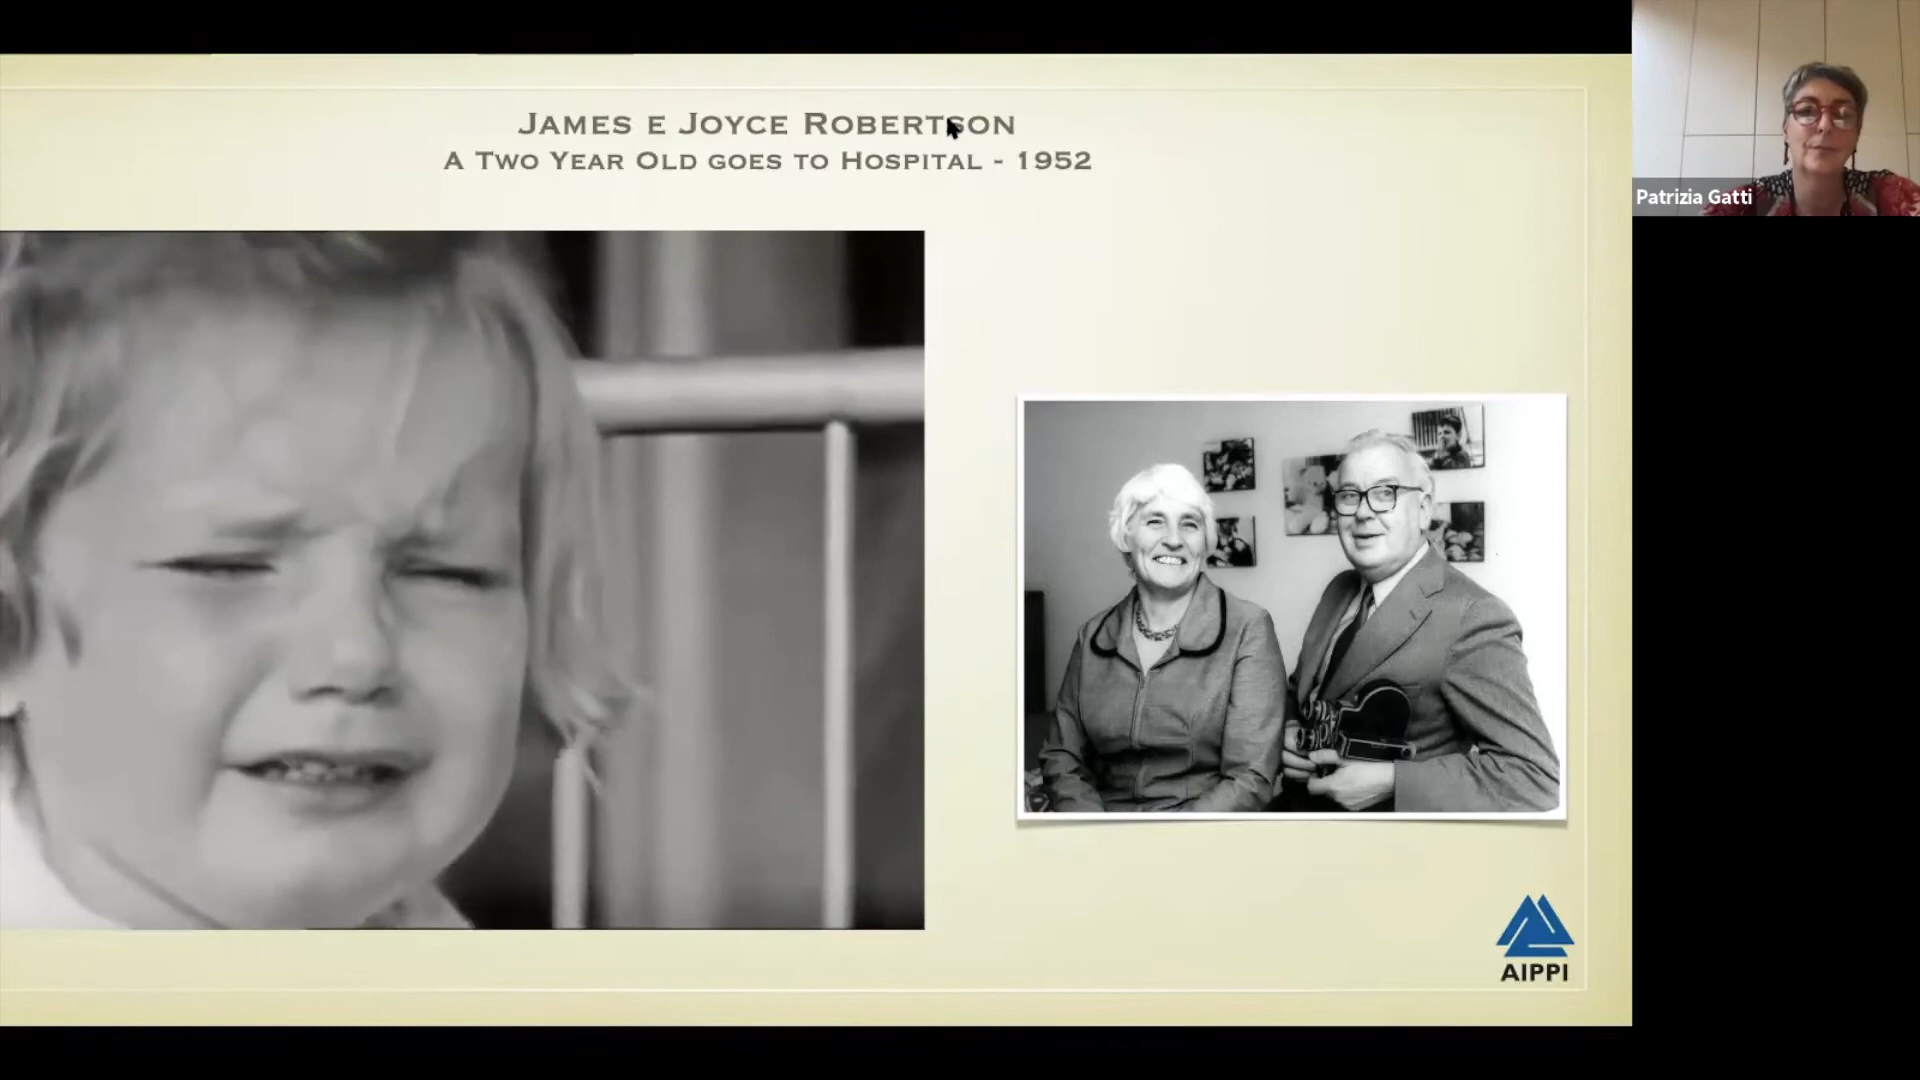 JAMES E JOYCE ROBERTSON
A TWO YEAR OLD GOES TO HOSPITAL - 1952
Patrizia Gatti
AIPPI